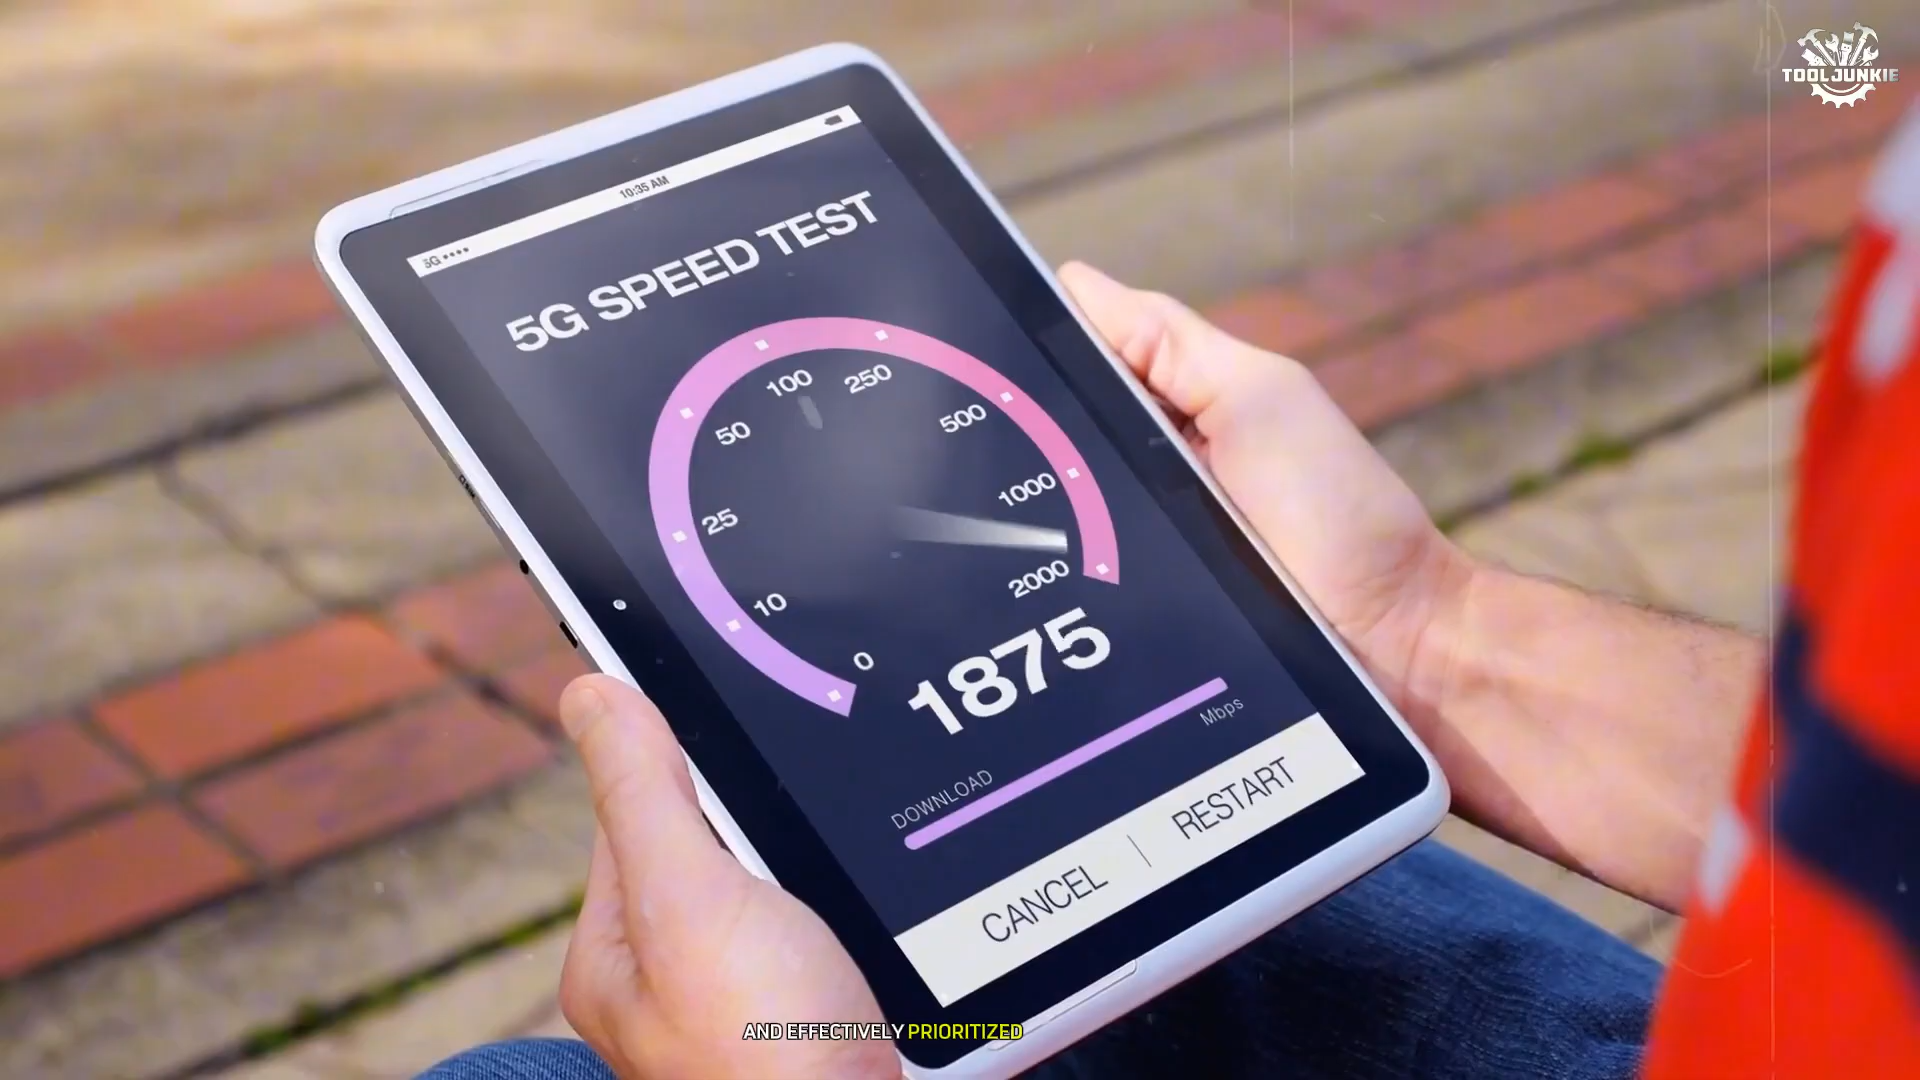 TOOL JUNKIE
10:35 AM
5G
5G SPEED TEST
100
250
50
500
25
1000
10
2000
0
1875
Mbps
DOWNLOAD
CANCEL
RESTART
AND EFFECTIVELY PRIORITIZED